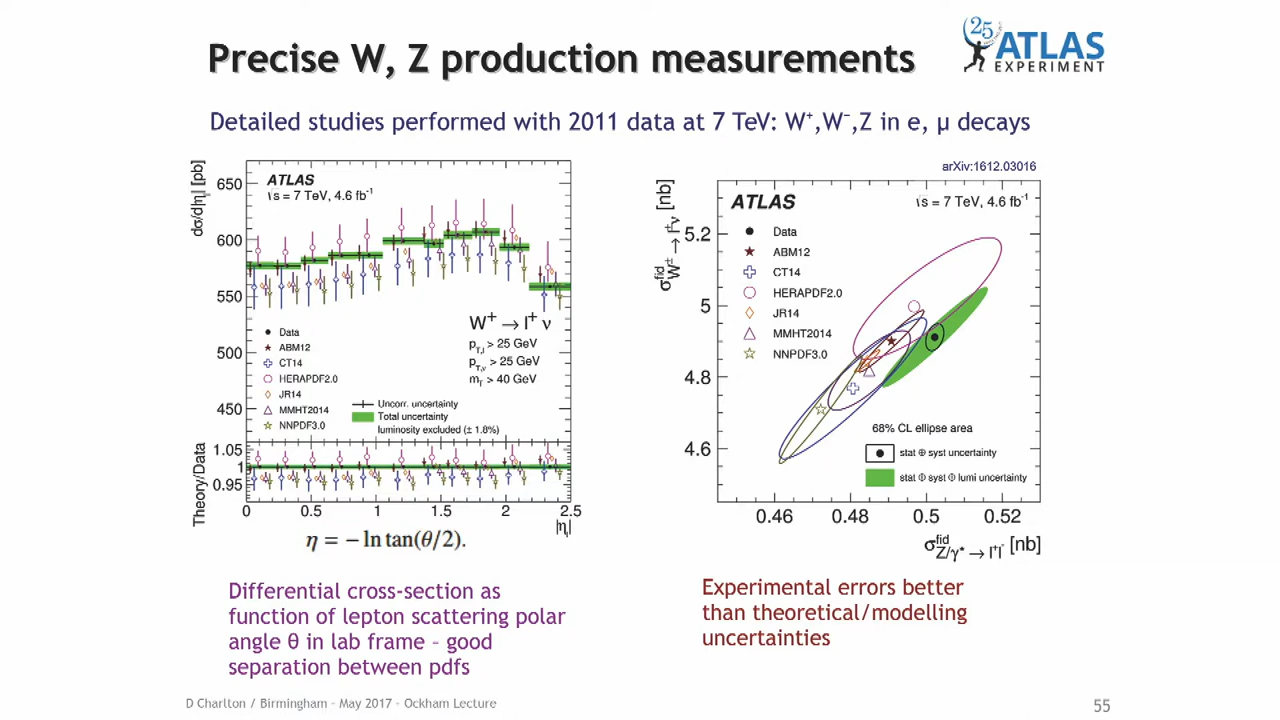 Precise W, Z production measurements
25
ATLAS
EXPERIMENT
Detailed studies performed with 2011 data at 7 TeV: W⁺,W⁻,Z in e, μ decays
dσ/d|η_l| [pb]
650
600
550
500
450
ATLAS
√s = 7 TeV, 4.6 fb⁻¹
W⁺ → l⁺ ν
p_T,l > 25 GeV
p_T,ν > 25 GeV
m_T > 40 GeV
Data
ABM12
CT14
HERAPDF2.0
JR14
MMHT2014
NNPDF3.0
Uncorr. uncertainty
Total uncertainty
luminosity excluded (± 1.8%)
Theory/Data
1.05
1
0.95
0 0.5 1 1.5 2 2.5
|η_l|
η = − ln tan(θ/2).
Differential cross-section as
function of lepton scattering polar
angle θ in lab frame – good
separation between pdfs
arXiv:1612.03016
σ^fid_W± → l±ν [nb]
5.2
5
4.8
4.6
ATLAS
√s = 7 TeV, 4.6 fb⁻¹
Data
ABM12
CT14
HERAPDF2.0
JR14
MMHT2014
NNPDF3.0
68% CL ellipse area
stat ⊕ syst uncertainty
stat ⊕ syst ⊕ lumi uncertainty
0.46 0.48 0.5 0.52
σ^fid_Z/γ* → l⁺l⁻ [nb]
Experimental errors better
than theoretical/modelling
uncertainties
D Charlton / Birmingham – May 2017 – Ockham Lecture
55